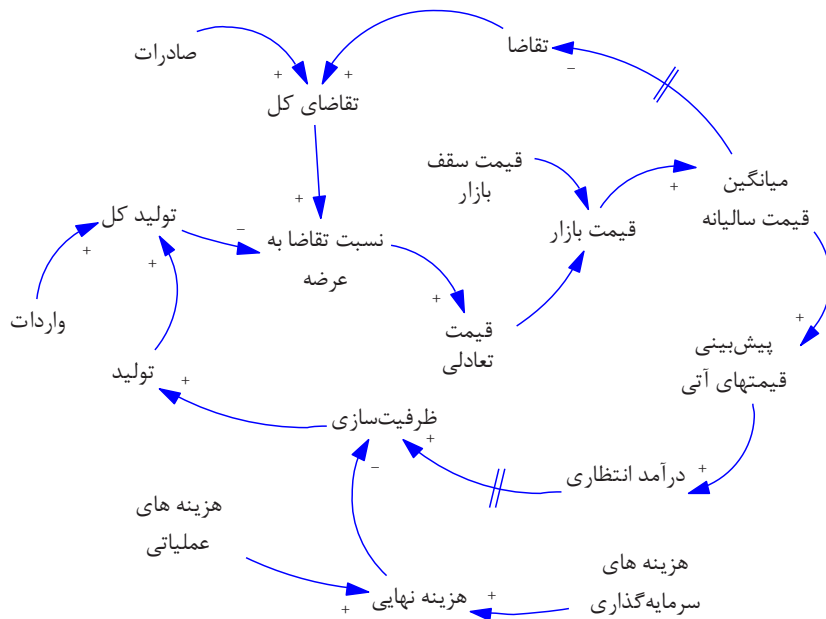 تقاضا
صادرات
+
+
−
تقاضای کل
قیمت سقف
بازار
میانگین
قیمت سالیانه
+
+
تولید کل
−
نسبت تقاضا به
عرضه
قیمت بازار
+
+
+
واردات
قیمت
تعادلی
+
پیش‌بینی
قیمتهای آتی
تولید
+
ظرفیت‌سازی
+
−
درآمد انتظاری
+
هزینه های
عملیاتی
هزینه های
سرمایه‌گذاری
هزینه نهایی
+
+